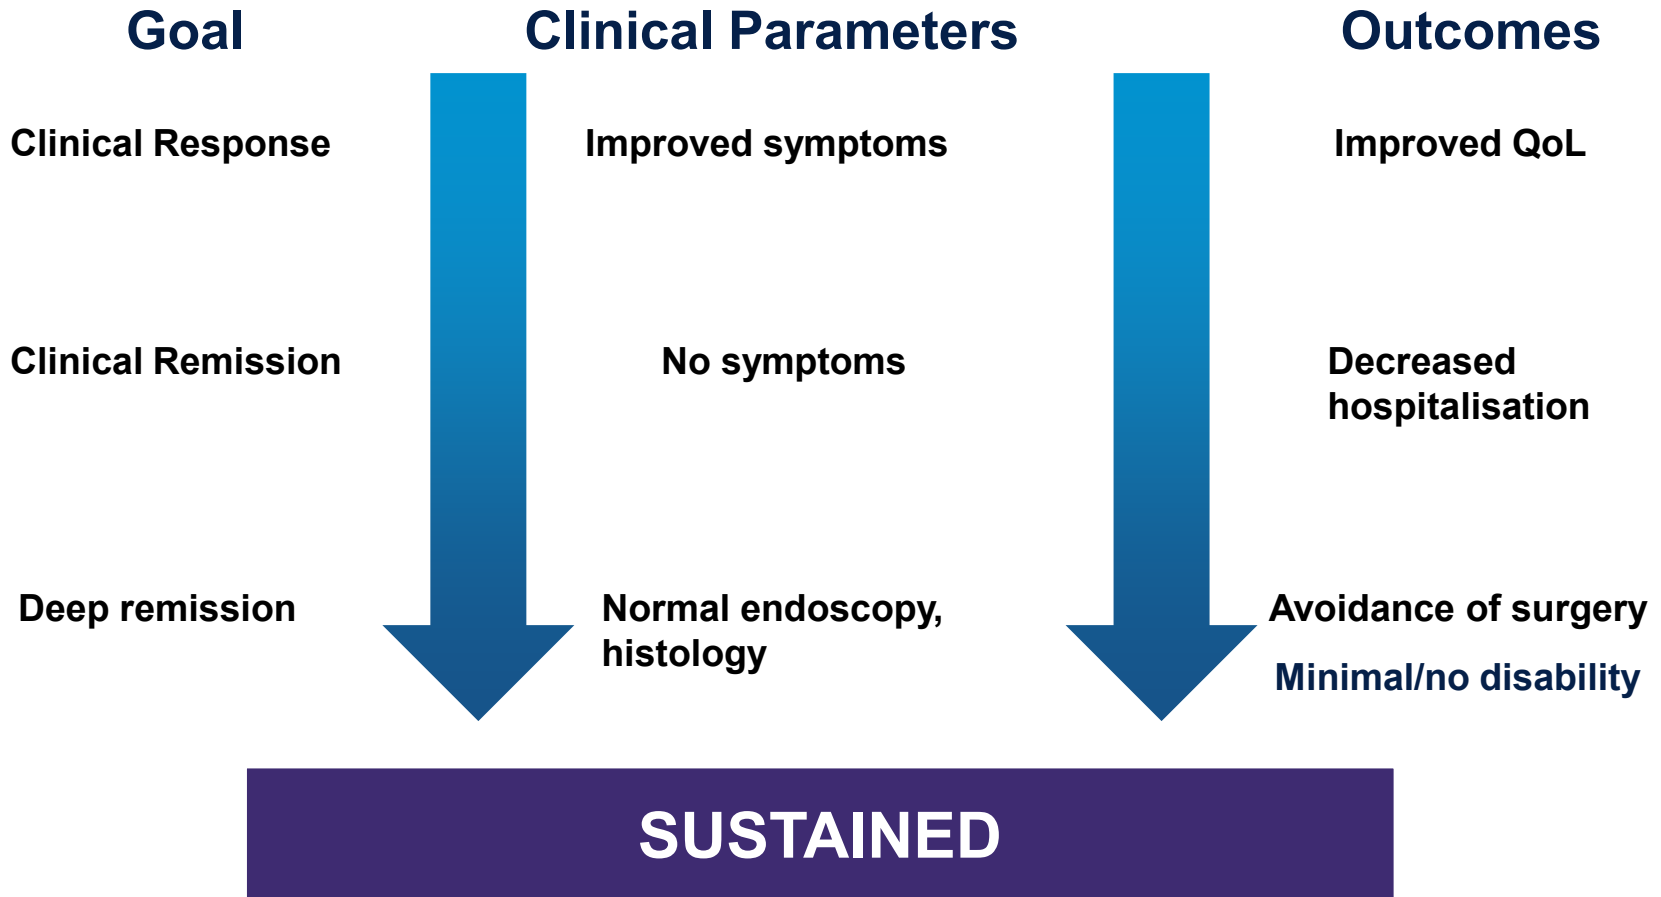 Goal
Clinical Parameters
Outcomes
Clinical Response
Improved symptoms
Improved QoL
Clinical Remission
No symptoms
Decreased
hospitalisation
Deep remission
Normal endoscopy,
histology
Avoidance of surgery
Minimal/no disability
SUSTAINED